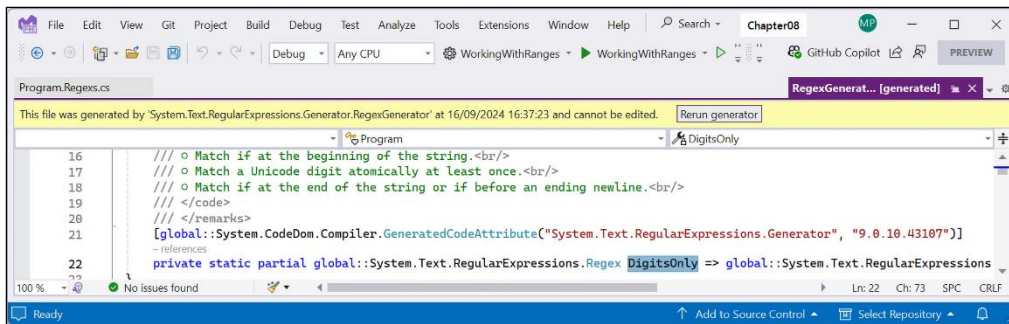 File Edit View Git Project Build Debug Test Analyze Tools Extensions Window Help Search Chapter08 MP
Debug Any CPU WorkingWithRanges WorkingWithRanges GitHub Copilot PREVIEW
Program.Regexs.cs RegexGenerat... [generated]
This file was generated by 'System.Text.RegularExpressions.Generator.RegexGenerator' at 16/09/2024 16:37:23 and cannot be edited. Rerun generator
Program DigitsOnly
16 /// ○ Match if at the beginning of the string.<br/>
17 /// ○ Match a Unicode digit atomically at least once.<br/>
18 /// ○ Match if at the end of the string or if before an ending newline.<br/>
19 /// </code>
20 /// </remarks>
21 [global::System.CodeDom.Compiler.GeneratedCodeAttribute("System.Text.RegularExpressions.Generator", "9.0.10.43107")]
– references
22 private static partial global::System.Text.RegularExpressions.Regex DigitsOnly => global::System.Text.RegularExpressions
23 }
100 % No issues found Ln: 22 Ch: 73 SPC CRLF
Ready Add to Source Control Select Repository